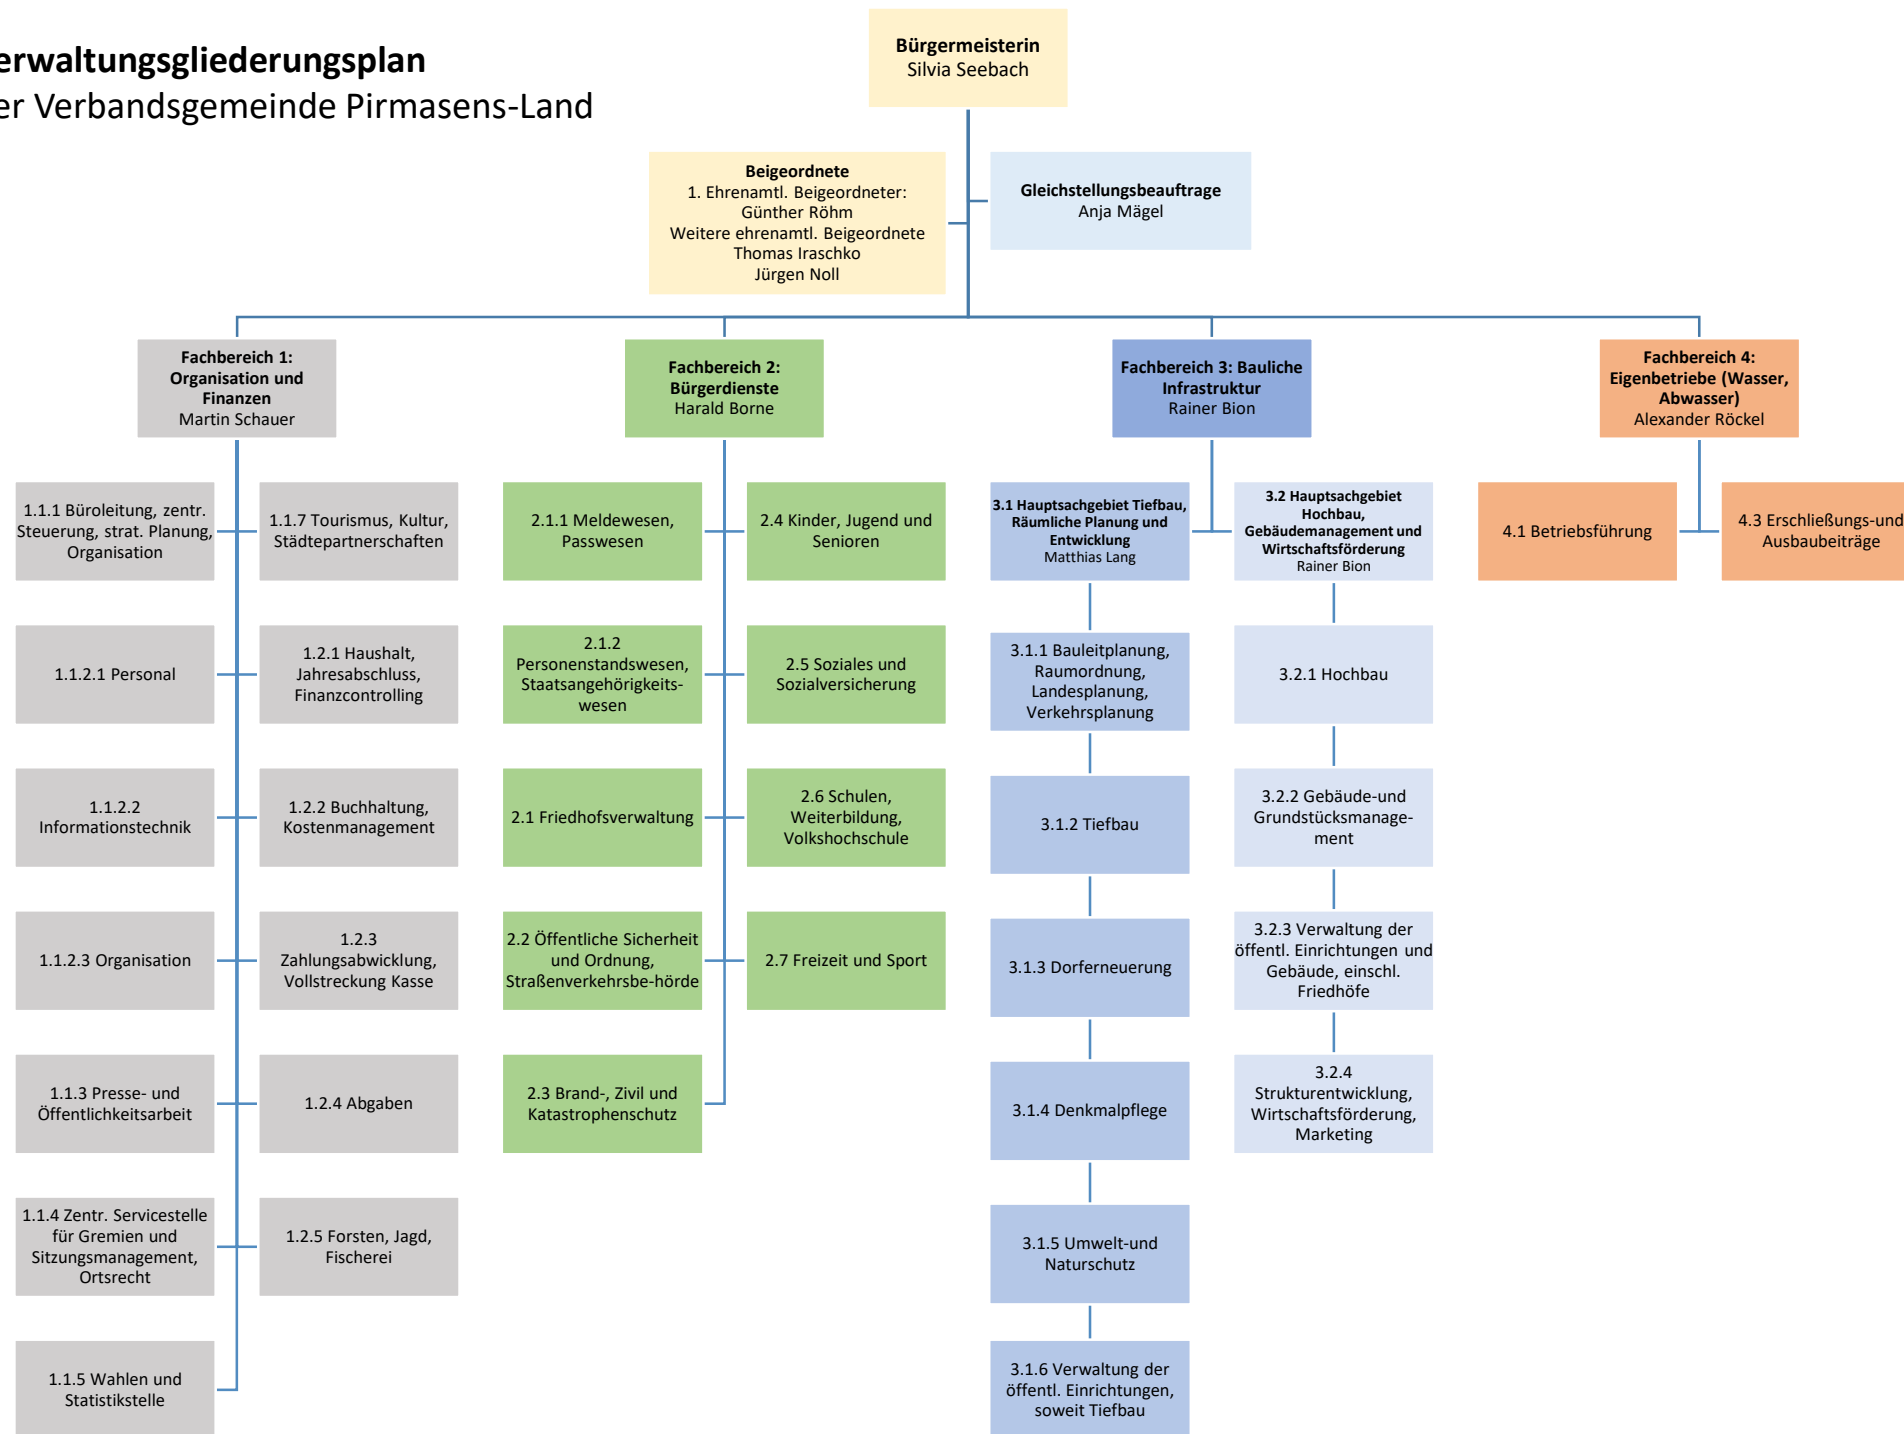 erwaltungsgliederungsplan
er Verbandsgemeinde Pirmasens-Land
Bürgermeisterin
Silvia Seebach
Beigeordnete
1. Ehrenamtl. Beigeordneter:
Günther Röhm
Weitere ehrenamtl. Beigeordnete
Thomas Iraschko
Jürgen Noll
Gleichstellungsbeauftrage
Anja Mägel
Fachbereich 1:
Organisation und
Finanzen
Martin Schauer
1.1.1 Büroleitung, zentr.
Steuerung, strat. Planung,
Organisation
1.1.7 Tourismus, Kultur,
Städtepartnerschaften
1.1.2.1 Personal
1.2.1 Haushalt,
Jahresabschluss,
Finanzcontrolling
1.1.2.2
Informationstechnik
1.2.2 Buchhaltung,
Kostenmanagement
1.1.2.3 Organisation
1.2.3
Zahlungsabwicklung,
Vollstreckung Kasse
1.1.3 Presse- und
Öffentlichkeitsarbeit
1.2.4 Abgaben
1.1.4 Zentr. Servicestelle
für Gremien und
Sitzungsmanagement,
Ortsrecht
1.2.5 Forsten, Jagd,
Fischerei
1.1.5 Wahlen und
Statistikstelle
Fachbereich 2:
Bürgerdienste
Harald Borne
2.1.1 Meldewesen,
Passwesen
2.4 Kinder, Jugend und
Senioren
2.1.2
Personenstandswesen,
Staatsangehörigkeits-
wesen
2.5 Soziales und
Sozialversicherung
2.1 Friedhofsverwaltung
2.6 Schulen,
Weiterbildung,
Volkshochschule
2.2 Öffentliche Sicherheit
und Ordnung,
Straßenverkehrsbe-hörde
2.7 Freizeit und Sport
2.3 Brand-, Zivil und
Katastrophenschutz
Fachbereich 3: Bauliche
Infrastruktur
Rainer Bion
3.1 Hauptsachgebiet Tiefbau,
Räumliche Planung und
Entwicklung
Matthias Lang
3.1.1 Bauleitplanung,
Raumordnung,
Landesplanung,
Verkehrsplanung
3.1.2 Tiefbau
3.1.3 Dorferneuerung
3.1.4 Denkmalpflege
3.1.5 Umwelt-und
Naturschutz
3.1.6 Verwaltung der
öffentl. Einrichtungen,
soweit Tiefbau
3.2 Hauptsachgebiet
Hochbau,
Gebäudemanagement und
Wirtschaftsförderung
Rainer Bion
3.2.1 Hochbau
3.2.2 Gebäude-und
Grundstücksmanage-
ment
3.2.3 Verwaltung der
öffentl. Einrichtungen und
Gebäude, einschl.
Friedhöfe
3.2.4
Strukturentwicklung,
Wirtschaftsförderung,
Marketing
Fachbereich 4:
Eigenbetriebe (Wasser,
Abwasser)
Alexander Röckel
4.1 Betriebsführung
4.3 Erschließungs-und
Ausbaubeiträge